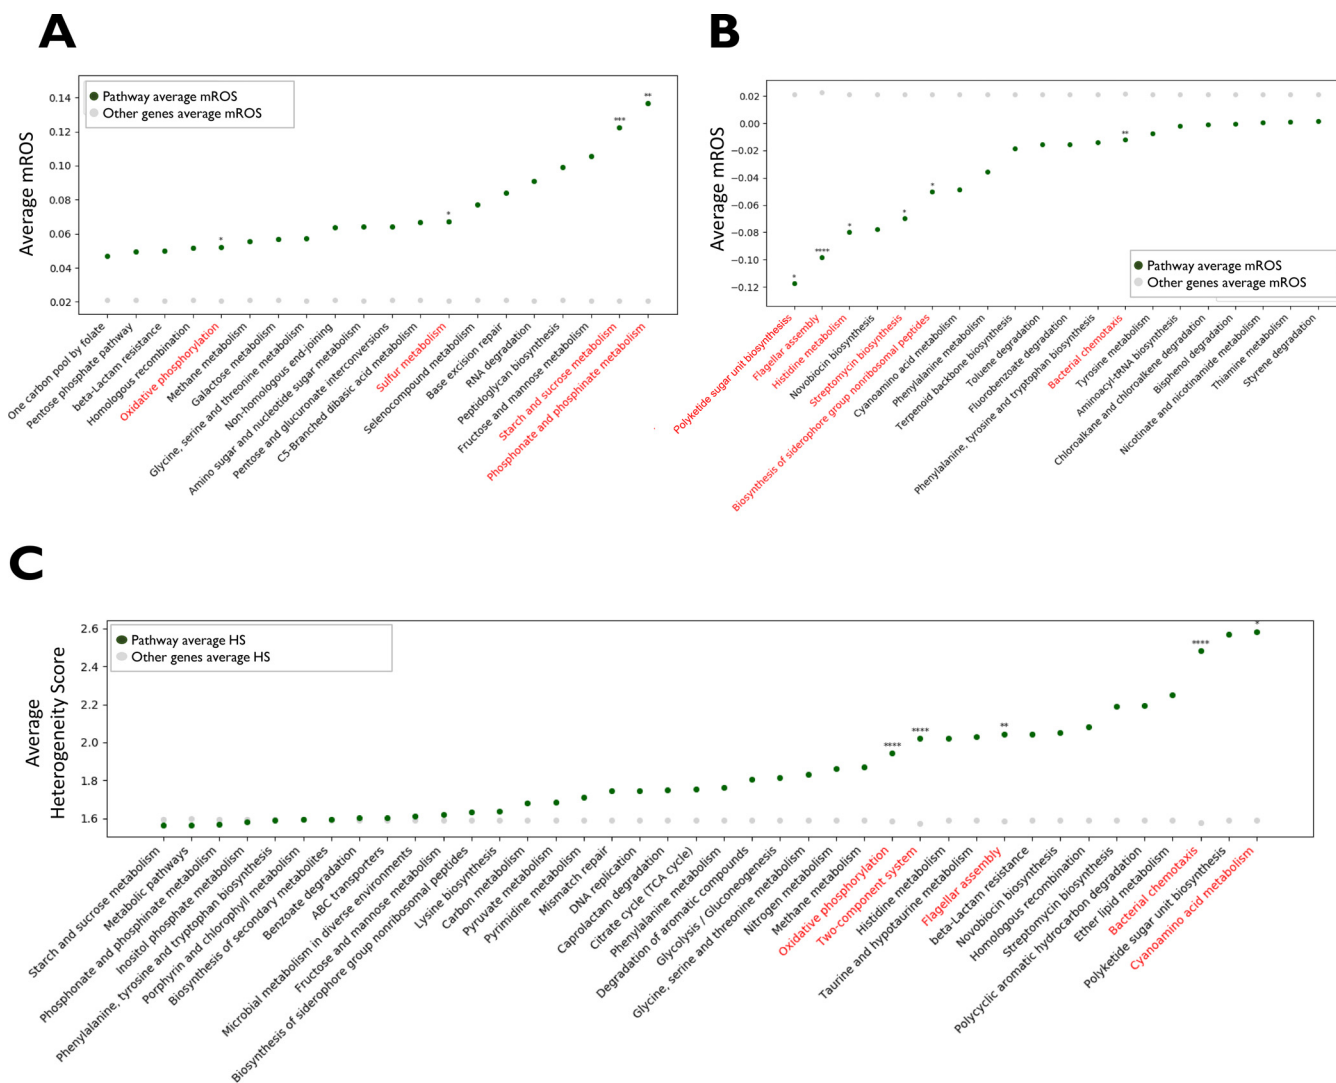 A
B
Average mROS
0.14
0.12
0.10
0.08
0.06
0.04
0.02
Pathway average mROS
Other genes average mROS
*
*
***
**
One carbon pool by folate
Pentose phosphate pathway
beta-Lactam resistance
Homologous recombination
Oxidative phosphorylation
Methane metabolism
Galactose metabolism
Glycine, serine and threonine metabolism
Non-homologous end-joining
Amino sugar and nucleotide sugar metabolism
Pentose and glucuronate interconversions
C5-Branched dibasic acid metabolism
Sulfur metabolism
Selenocompound metabolism
Base excision repair
RNA degradation
Peptidoglycan biosynthesis
Fructose and mannose metabolism
Starch and sucrose metabolism
Phosphonate and phosphinate metabolism
Average mROS
0.02
0.00
−0.02
−0.04
−0.06
−0.08
−0.10
−0.12
*
****
*
*
*
**
Pathway average mROS
Other genes average mROS
Polyketide sugar unit biosynthesiss
Flagellar assembly
Histidine metabolism
Novobiocin biosynthesis
Streptomycin biosynthesis
Biosynthesis of siderophore group nonribosomal peptides
Cyanoamino acid metabolism
Phenylalanine metabolism
Terpenoid backbone biosynthesis
Toluene degradation
Fluorobenzoate degradation
Phenylalanine, tyrosine and tryptophan biosynthesis
Bacterial chemotaxis
Tyrosine metabolism
Aminoacyl-tRNA biosynthesis
Chloroalkane and chloroalkene degradation
Bisphenol degradation
Nicotinate and nicotinamide metabolism
Thiamine metabolism
Styrene degradation
C
Average
Heterogeneity Score
2.6
2.4
2.2
2.0
1.8
1.6
Pathway average HS
Other genes average HS
****
****
**
****
*
Starch and sucrose metabolism
Metabolic pathways
Phosphonate and phosphinate metabolism
Inositol phosphate metabolism
Phenylalanine, tyrosine and tryptophan biosynthesis
Porphyrin and chlorophyll metabolism
Biosynthesis of secondary metabolites
Benzoate degradation
ABC transporters
Microbial metabolism in diverse environments
Fructose and mannose metabolism
Biosynthesis of siderophore group nonribosomal peptides
Lysine biosynthesis
Carbon metabolism
Pyruvate metabolism
Pyrimidine metabolism
Mismatch repair
DNA replication
Caprolactam degradation
Citrate cycle (TCA cycle)
Phenylalanine metabolism
Degradation of aromatic compounds
Glycolysis / Gluconeogenesis
Glycine, serine and threonine metabolism
Nitrogen metabolism
Methane metabolism
Oxidative phosphorylation
Two-component system
Histidine metabolism
Taurine and hypotaurine metabolism
Flagellar assembly
beta-Lactam resistance
Novobiocin biosynthesis
Homologous recombination
Streptomycin biosynthesis
Polycyclic aromatic hydrocarbon degradation
Ether lipid metabolism
Bacterial chemotaxis
Polyketide sugar unit biosynthesis
Cyanoamino acid metabolism